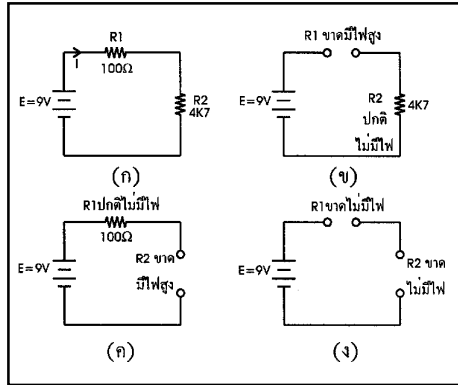 R1
100Ω
I
E=9V
R2
4K7
(ก)
R1 ขาดมีไฟสูง
E=9V
R2
4K7
ปกติ
ไม่มีไฟ
(ข)
R1ปกติไม่มีไฟ
100Ω
E=9V
R2 ขาด
มีไฟสูง
(ค)
R1ขาดไม่มีไฟ
E=9V
R2 ขาด
ไม่มีไฟ
(ง)